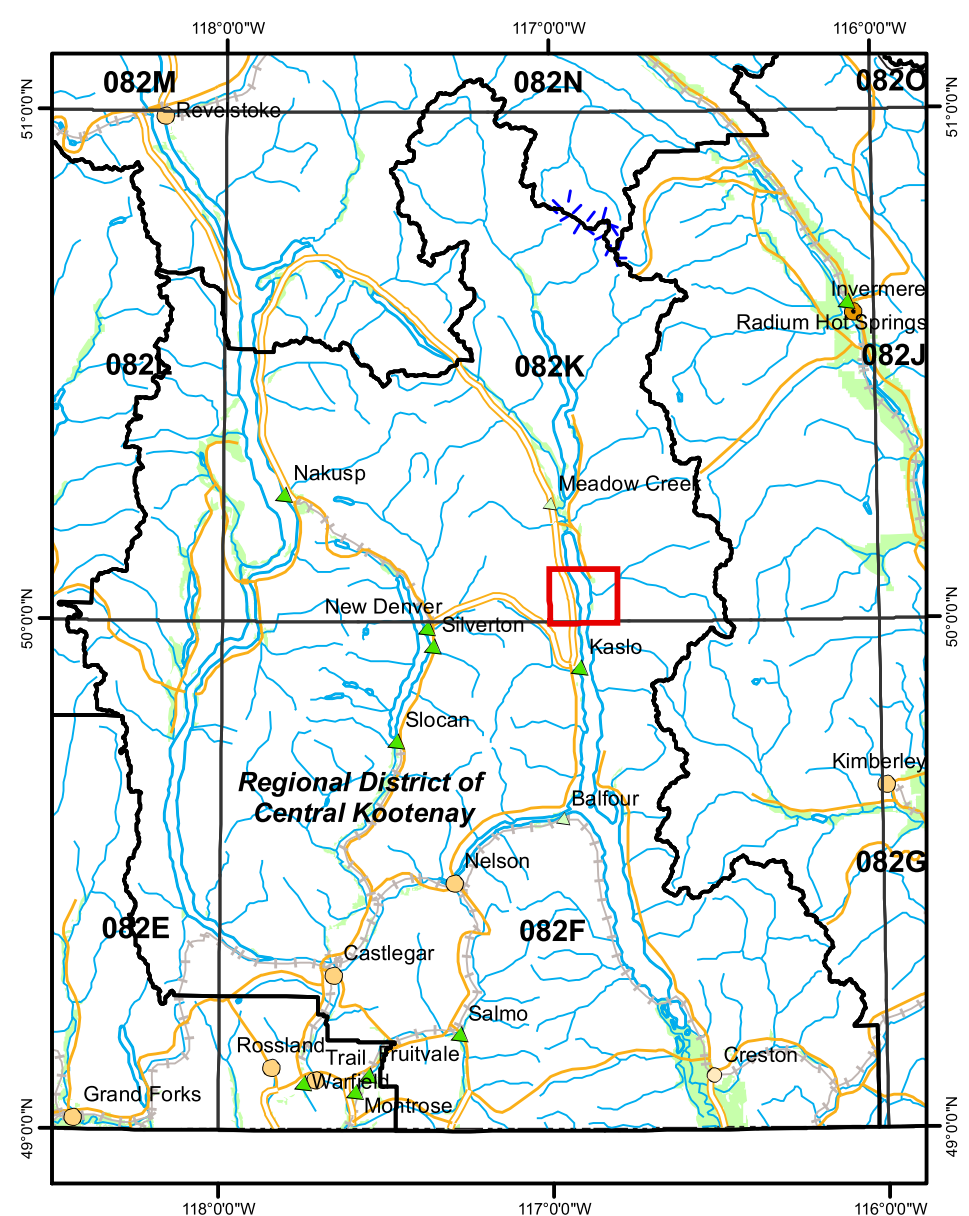 118°0'0"W 117°0'0"W 116°0'0"W
082M 082N 082O
51°0'0"N 51°0'0"N
Revelstoke
Invermere
Radium Hot Springs
082L 082K 082J
Nakusp Meadow Creek
New Denver
50°0'0"N 50°0'0"N
Silverton
Kaslo
Slocan
Kimberley
Regional District of
Central Kootenay
Balfour
Nelson 082G
082E 082F
Castlegar
Salmo
Rossland Trail Fruitvale Creston
Warfield
Grand Forks Montrose
49°0'0"N 49°0'0"N
118°0'0"W 117°0'0"W 116°0'0"W